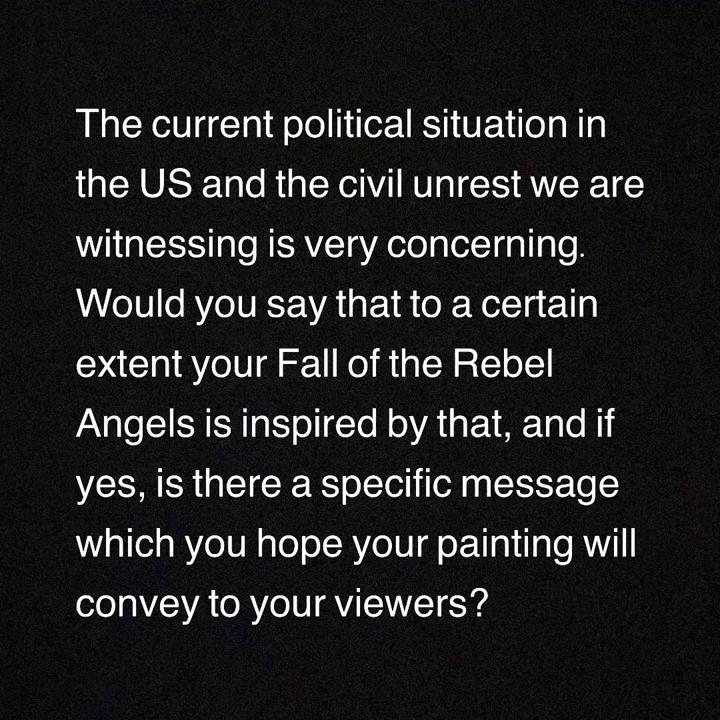 The current political situation in
the US and the civil unrest we are
witnessing is very concerning.
Would you say that to a certain
extent your Fall of the Rebel
Angels is inspired by that, and if
yes, is there a specific message
which you hope your painting will
convey to your viewers?